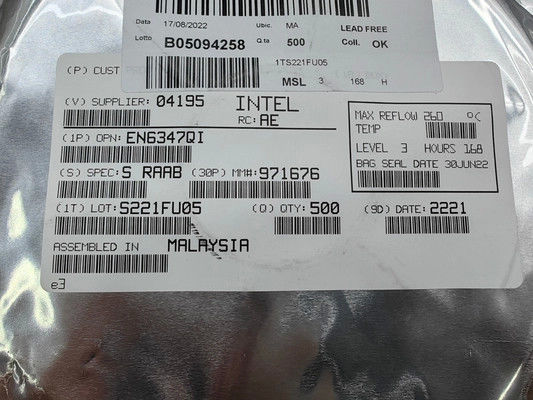 Data 17/08/2022 Ubic. MA LEAD FREE
Lotto B05094258 Q.ta 500 Coll. OK
1TS221FU05
MSL 3 168 H
(P) CUST
(V) SUPPLIER: 04195 INTEL
RC: AE
(1P) OPN: EN6347QI
(S) SPEC: S RAAB (30P) MM#: 971676
(1T) LOT: S221FU05 (Q) QTY: 500 (9D) DATE: 2221
ASSEMBLED IN MALAYSIA
e3
MAX REFLOW 260 °C
TEMP
LEVEL 3 HOURS 168
BAG SEAL DATE 30JUN22